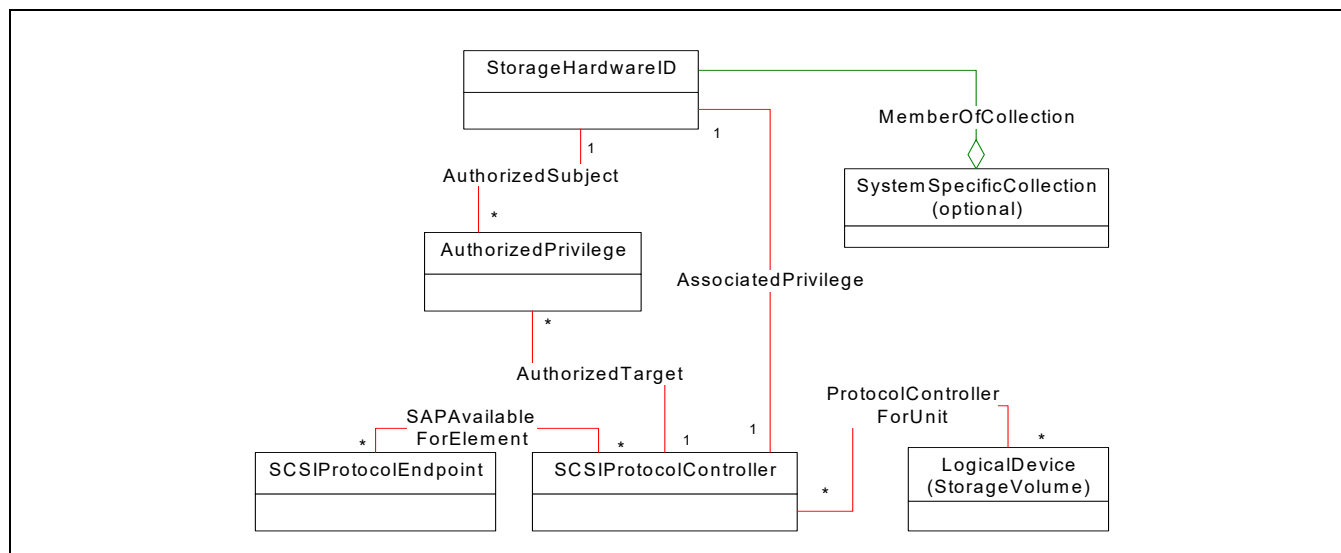 StorageHardwareID
MemberOfCollection
1
1
AuthorizedSubject
SystemSpecificCollection
(optional)
*
AuthorizedPrivilege
AssociatedPrivilege
*
AuthorizedTarget
ProtocolController
ForUnit
SAPAvailable
ForElement
*
*
1
1
*
SCSIProtocolEndpoint
SCSIProtocolController
LogicalDevice
(StorageVolume)
*